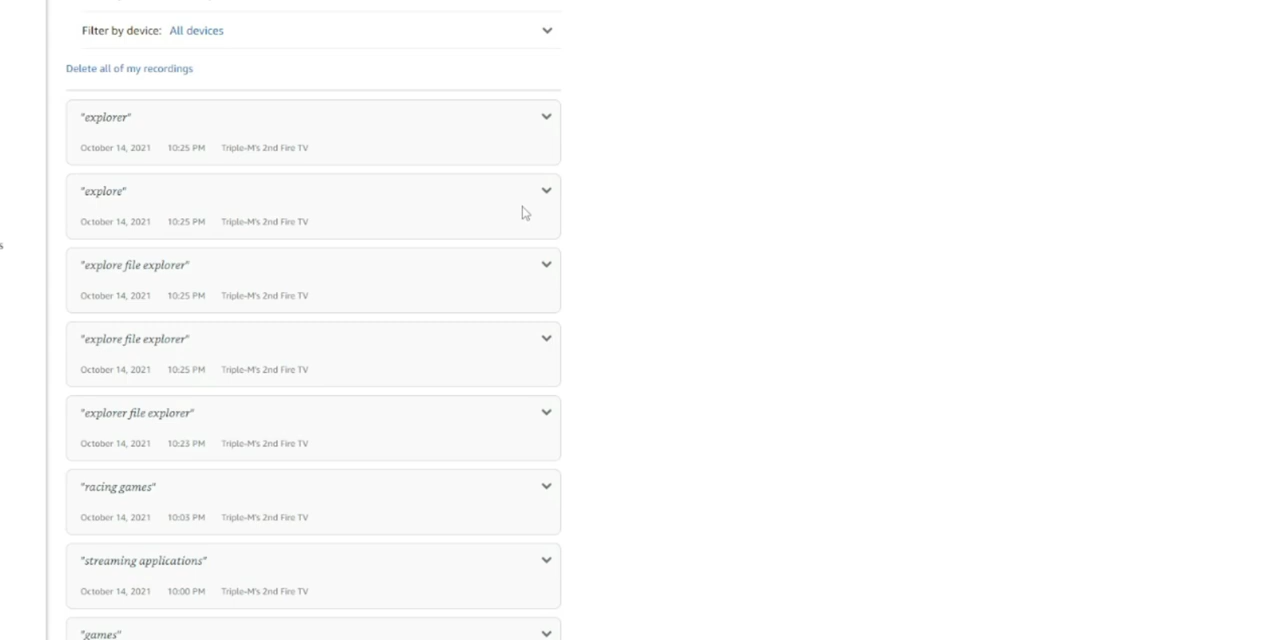 Filter by device: All devices
Delete all of my recordings
"explorer"
October 14, 2021 10:25 PM Triple-M's 2nd Fire TV
"explore"
October 14, 2021 10:25 PM Triple-M's 2nd Fire TV
"explore file explorer"
October 14, 2021 10:25 PM Triple-M's 2nd Fire TV
"explore file explorer"
October 14, 2021 10:25 PM Triple-M's 2nd Fire TV
"explorer file explorer"
October 14, 2021 10:23 PM Triple-M's 2nd Fire TV
"racing games"
October 14, 2021 10:03 PM Triple-M's 2nd Fire TV
"streaming applications"
October 14, 2021 10:00 PM Triple-M's 2nd Fire TV
"games"